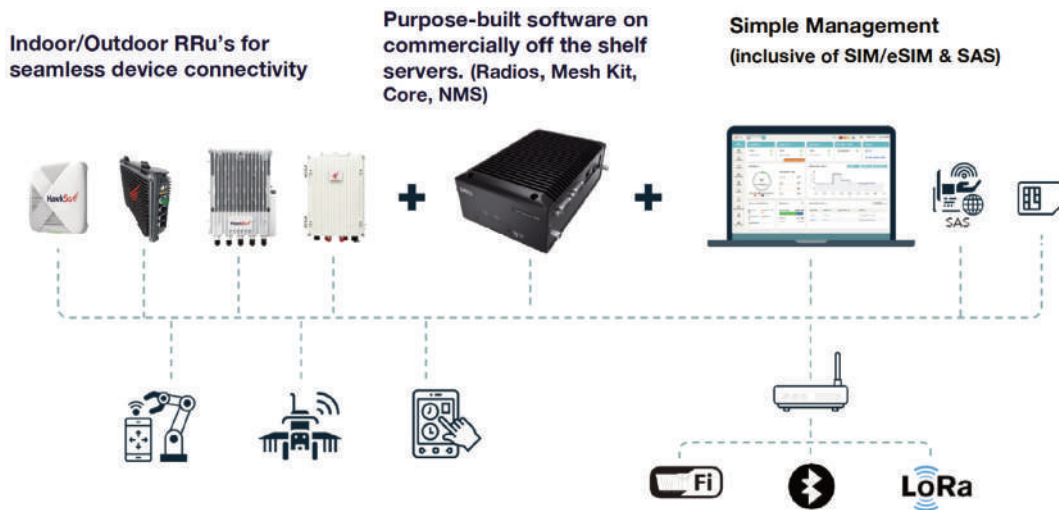 Indoor/Outdoor RRu's for
seamless device connectivity
Purpose-built software on
commercially off the shelf
servers. (Radios, Mesh Kit,
Core, NMS)
Simple Management
(inclusive of SIM/eSIM & SAS)
HawkSoft
SAS
Fi
LoRa